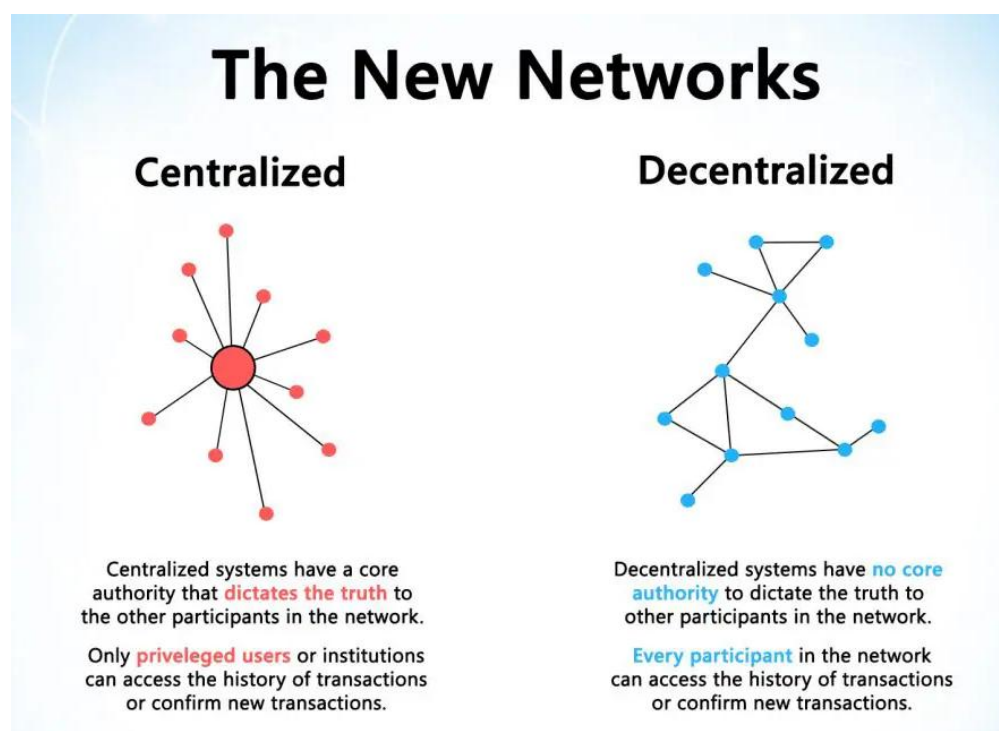 The New Networks
Centralized
Decentralized
Centralized systems have a core
authority that dictates the truth to
the other participants in the network.
Only priveleged users or institutions
can access the history of transactions
or confirm new transactions.
Decentralized systems have no core
authority to dictate the truth to
other participants in the network.
Every participant in the network
can access the history of transactions
or confirm new transactions.